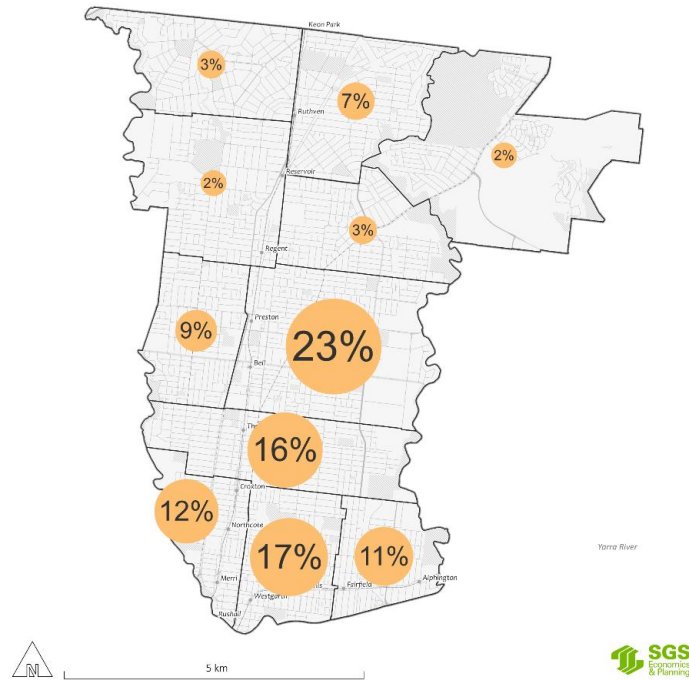 Keon Park
3%
7%
Ruthven
2%
Reservoir
2%
3%
Regent
Preston
9%
23%
Bell
16%
Croxton
12%
Northcote
17%
11%
Yarra River
Merri
Fairfield
Alphington
Westgarth
Rushall
N
5 km
SGS
Economics
& Planning